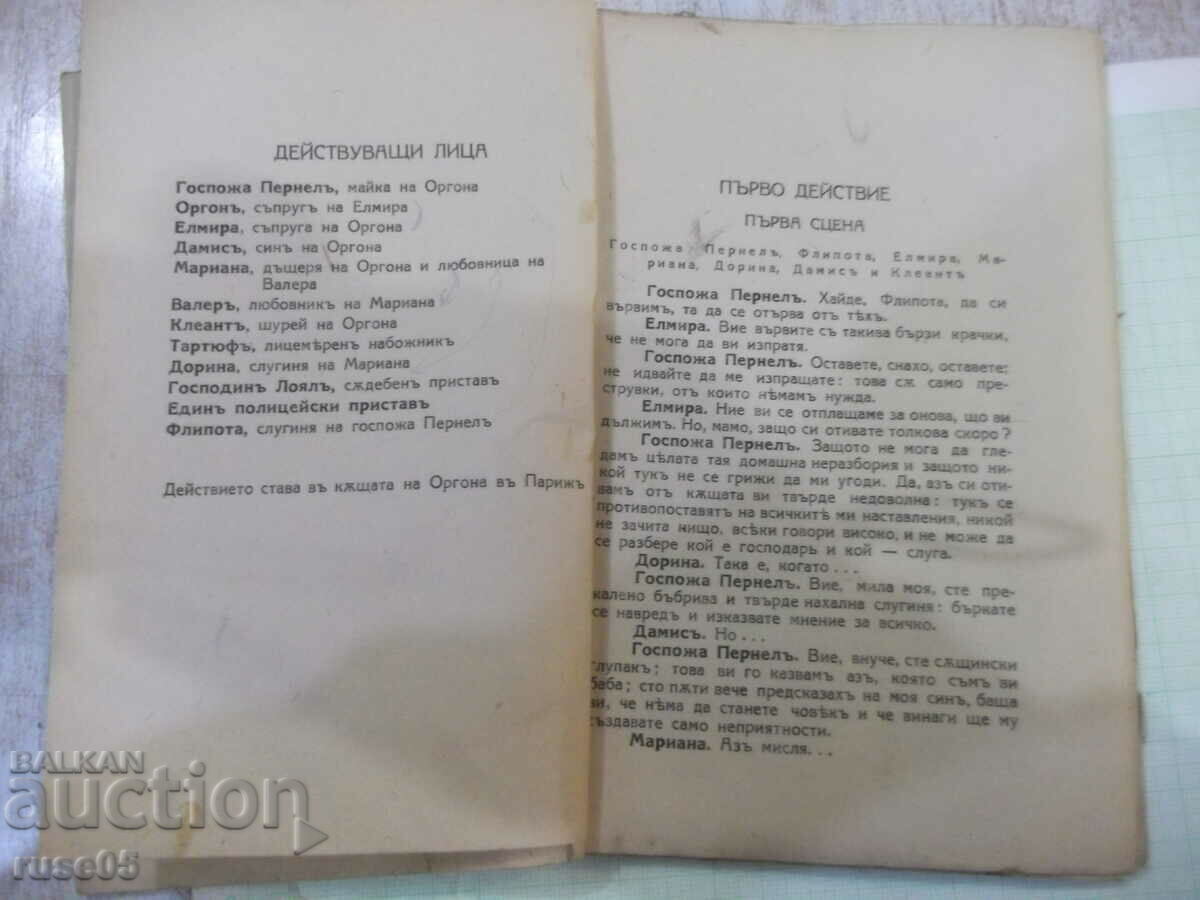 ДЕЙСТВУВАЩИ ЛИЦА
Госпожа Пернелъ, майка на Оргона
Оргонъ, съпругъ на Елмира
Елмира, съпруга на Оргона
Дамисъ, синъ на Оргона
Мариана, дъщеря на Оргона и любовница на
Валера
Валеръ, любовникъ на Мариана
Клеантъ, шурей на Оргона
Тартюфъ, лицемѣренъ набожникъ
Дорина, слугиня на Мариана
Господинъ Лоялъ, сѫдебенъ приставъ
Единъ полицейски приставъ
Флипота, слугиня на госпожа Пернелъ
Действието става въ кѫщата на Оргона въ Парижъ
ПЪРВО ДЕЙСТВИЕ
ПЪРВА СЦЕНА
Госпожа Пернелъ, Флипота, Елмира, Ма-
риана, Дорина, Дамисъ и Клеантъ
Госпожа Пернелъ. Хайде, Флипота, да си
вървимъ, та да се отърва отъ тѣхъ.
Елмира. Вие вървите съ такива бързи крачки,
че не мога да ви изпратя.
Госпожа Пернелъ. Оставете, снахо, оставете;
не идвайте да ме изпращате: това сѫ само пре-
струвки, отъ които нѣмамъ нужда.
Елмира. Ние ви се отплащаме за онова, що ви
дължимъ. Но, мамо, защо си отивате толкова скоро?
Госпожа Пернелъ. Защото не мога да гле-
дамъ цѣлата тая домашна неразбория и защото ни-
кой тукъ не се грижи да ми угоди. Да, азъ си оти-
вамъ отъ кѫщата ви твърде недоволна: тукъ се
противопоставятъ на всичкитѣ ми наставления, никой
не зачита нищо, всѣки говори високо, и не може да
се разбере кой е господарь и кой — слуга.
Дорина. Така е, когато...
Госпожа Пернелъ. Вие, мила моя, сте пре-
калено бъбрива и твърде нахална слугиня: бъркате
се навредъ и изказвате мнение за всичко.
Дамисъ. Но...
Госпожа Пернелъ. Вие, внуче, сте сѫщински
глупакъ; това ви го казвамъ азъ, която съмъ ви
баба; сто пѫти вече предсказахъ на моя синъ, баща
ви, че нѣма да станете човѣкъ и че винаги ще му
създавате само неприятности.
Мариана. Азъ мисля...
BALKAN
auction
ruse05